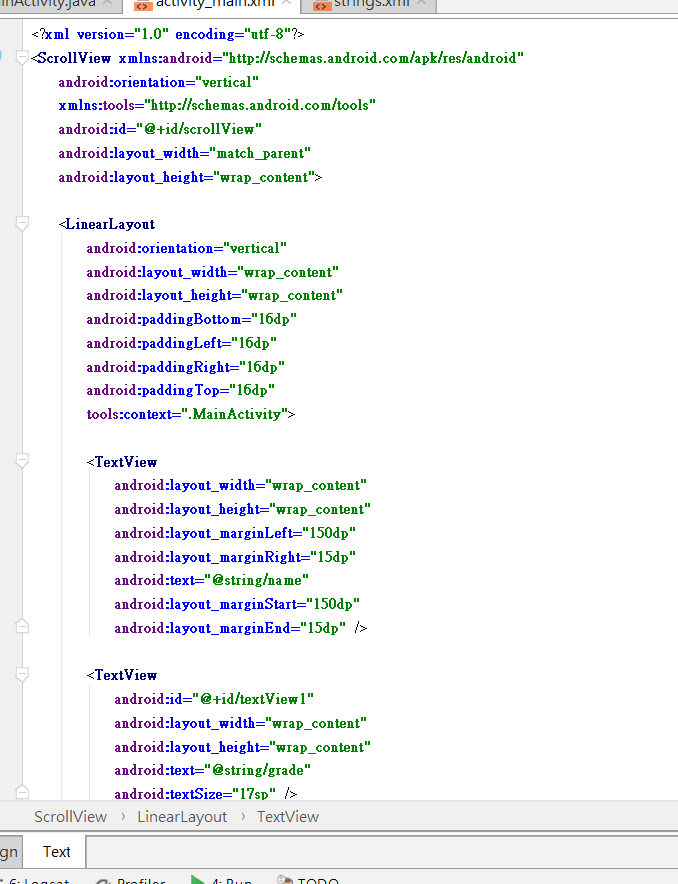 inActivity.java × activity_main.xml × strings.xml ×
<?xml version="1.0" encoding="utf-8"?>
<ScrollView xmlns:android="http://schemas.android.com/apk/res/android"
android:orientation="vertical"
xmlns:tools="http://schemas.android.com/tools"
android:id="@+id/scrollView"
android:layout_width="match_parent"
android:layout_height="wrap_content">
<LinearLayout
android:orientation="vertical"
android:layout_width="wrap_content"
android:layout_height="wrap_content"
android:paddingBottom="16dp"
android:paddingLeft="16dp"
android:paddingRight="16dp"
android:paddingTop="16dp"
tools:context=".MainActivity">
<TextView
android:layout_width="wrap_content"
android:layout_height="wrap_content"
android:layout_marginLeft="150dp"
android:layout_marginRight="15dp"
android:text="@string/name"
android:layout_marginStart="150dp"
android:layout_marginEnd="15dp" />
<TextView
android:id="@+id/textView1"
android:layout_width="wrap_content"
android:layout_height="wrap_content"
android:text="@string/grade"
android:textSize="17sp" />
ScrollView › LinearLayout › TextView
gn Text
6: Logcat Profiler 4: Run TODO